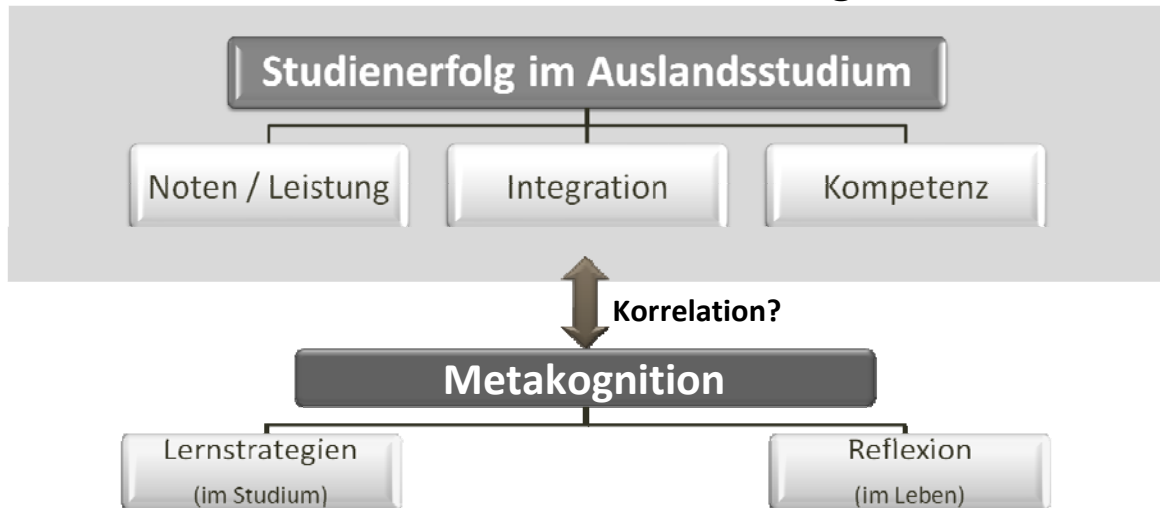 Studienerfolg im Auslandsstudium
Noten / Leistung
Integration
Kompetenz
Korrelation?
Metakognition
Lernstrategien
(im Studium)
Reflexion
(im Leben)